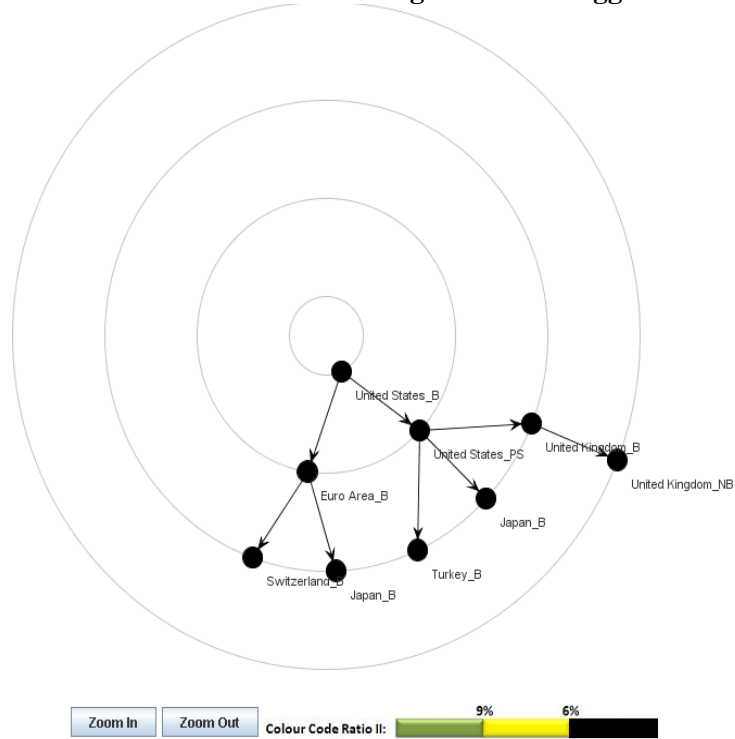 United States_B
United Kingdom_B
United States_PS
United Kingdom_NB
Euro Area_B
Japan_B
Turkey_B
Switzerland_B
Japan_B
9% 6%
Zoom In Zoom Out Colour Code Ratio II: